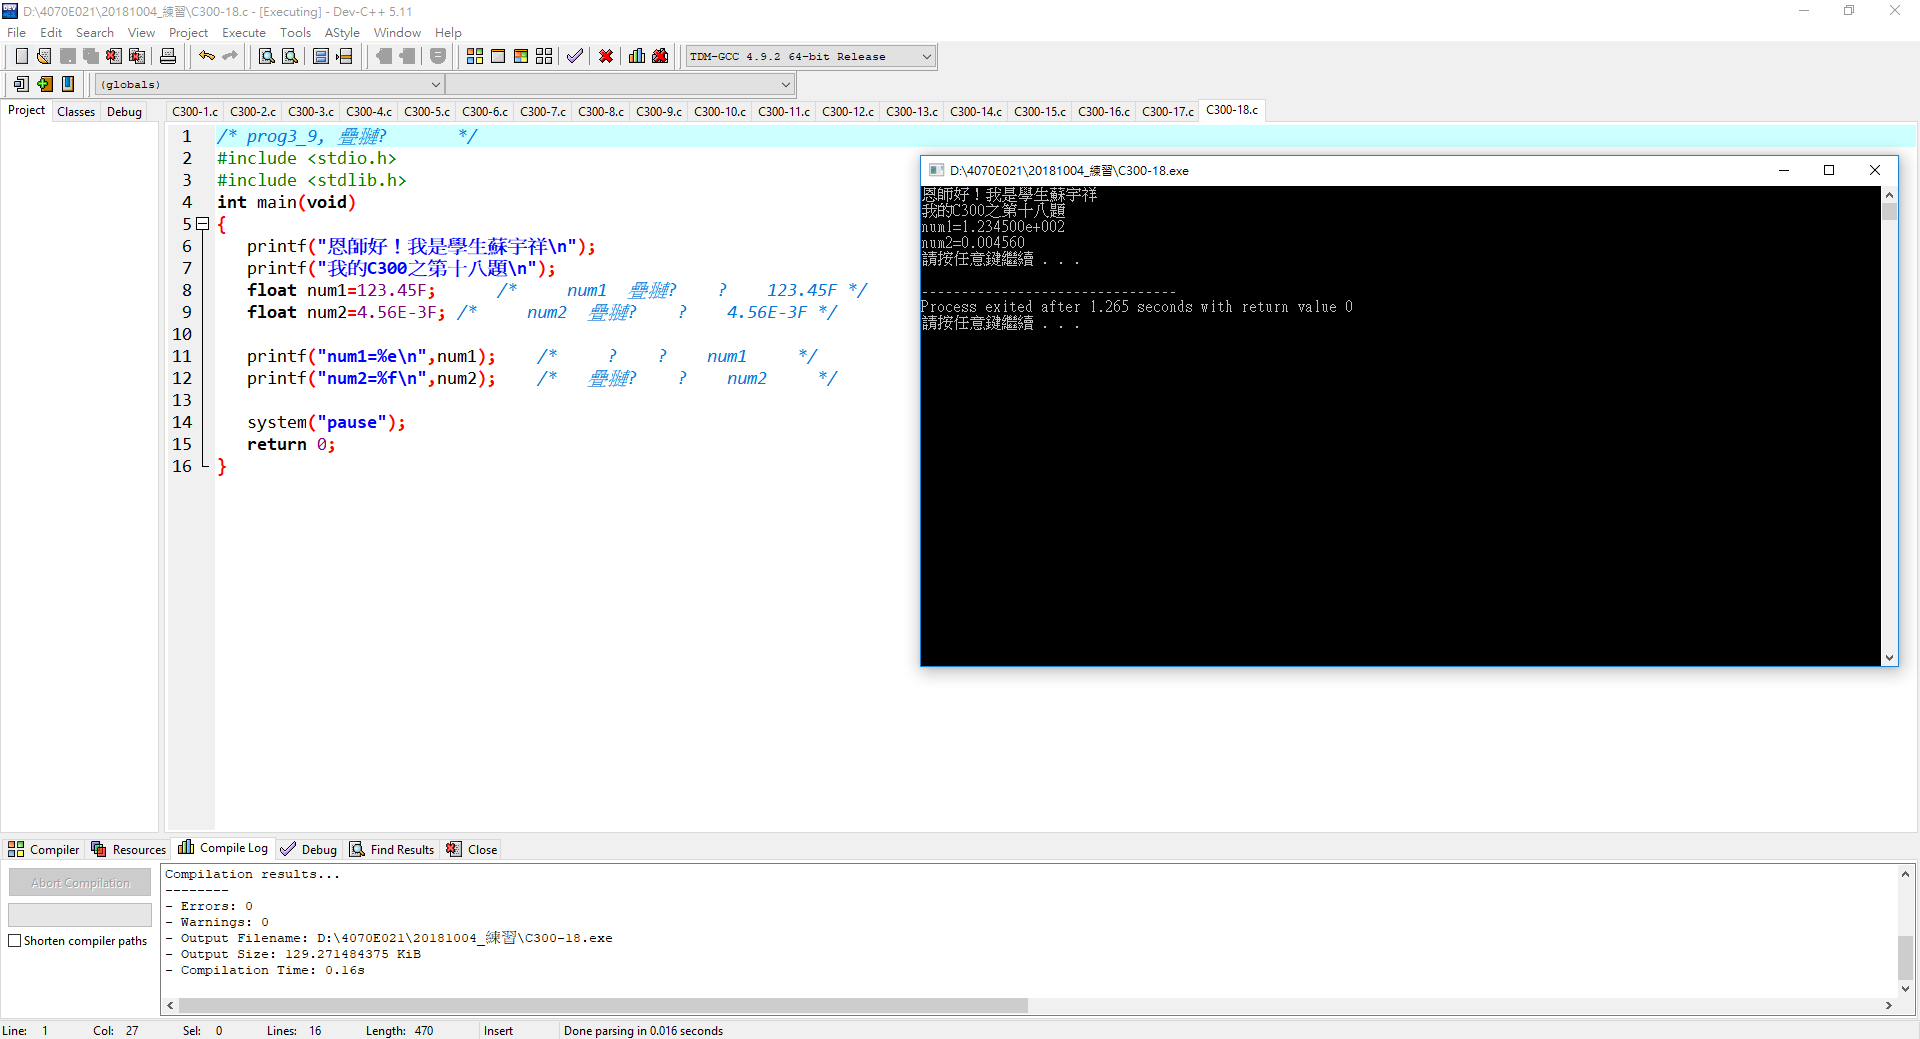 D:\4070E021\20181004_練習\C300-18.c - [Executing] - Dev-C++ 5.11
File Edit Search View Project Execute Tools AStyle Window Help
TDM-GCC 4.9.2 64-bit Release
(globals)
Project Classes Debug
C300-1.c C300-2.c C300-3.c C300-4.c C300-5.c C300-6.c C300-7.c C300-8.c C300-9.c C300-10.c C300-11.c C300-12.c C300-13.c C300-14.c C300-15.c C300-16.c C300-17.c C300-18.c
1 /* prog3_9, 疊? */
2 #include <stdio.h>
3 #include <stdlib.h>
4 int main(void)
5 {
6 printf("恩師好！我是學生蘇宇祥\n");
7 printf("我的C300之第十八題\n");
8 float num1=123.45F; /* num1 疊? ? 123.45F */
9 float num2=4.56E-3F; /* num2 疊? ? 4.56E-3F */
10
11 printf("num1=%e\n",num1); /* ? ? num1 */
12 printf("num2=%f\n",num2); /* 疊? ? num2 */
13
14 system("pause");
15 return 0;
16 }
D:\4070E021\20181004_練習\C300-18.exe
恩師好！我是學生蘇宇祥
我的C300之第十八題
num1=1.234500e+002
num2=0.004560
請按任意鍵繼續 . . .
--------------------------------
Process exited after 1.265 seconds with return value 0
請按任意鍵繼續 . . .
Compiler Resources Compile Log Debug Find Results Close
Abort Compilation
Shorten compiler paths
Compilation results...
--------
- Errors: 0
- Warnings: 0
- Output Filename: D:\4070E021\20181004_練習\C300-18.exe
- Output Size: 129.271484375 KiB
- Compilation Time: 0.16s
Line: 1 Col: 27 Sel: 0 Lines: 16 Length: 470 Insert Done parsing in 0.016 seconds